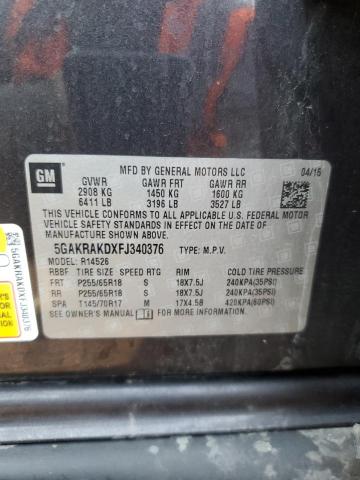 GM
MFD BY GENERAL MOTORS LLC 04/15
GVWR GAWR FRT GAWR RR
2908 KG 1450 KG 1600 KG
6411 LB 3196 LB 3527 LB
THIS VEHICLE CONFORMS TO ALL APPLICABLE U.S. FEDERAL MOTOR
VEHICLE SAFETY STANDARDS IN EFFECT ON THE DATE OF
MANUFACTURE SHOWN ABOVE.
5GAKRAKDXFJ340376 TYPE: M.P.V.
MODEL: R14526
RBBF TIRE SIZE SPEED RTG RIM COLD TIRE PRESSURE
FRT P255/65R18 S 18X7.5J 240KPA(35PSI)
RR P255/65R18 S 18X7.5J 240KPA(35PSI)
SPA T145/70R17 M 17X4.5B 420KPA(60PSI)
SEE OWNER'S MANUAL
5GAKRAKDXFJ340376